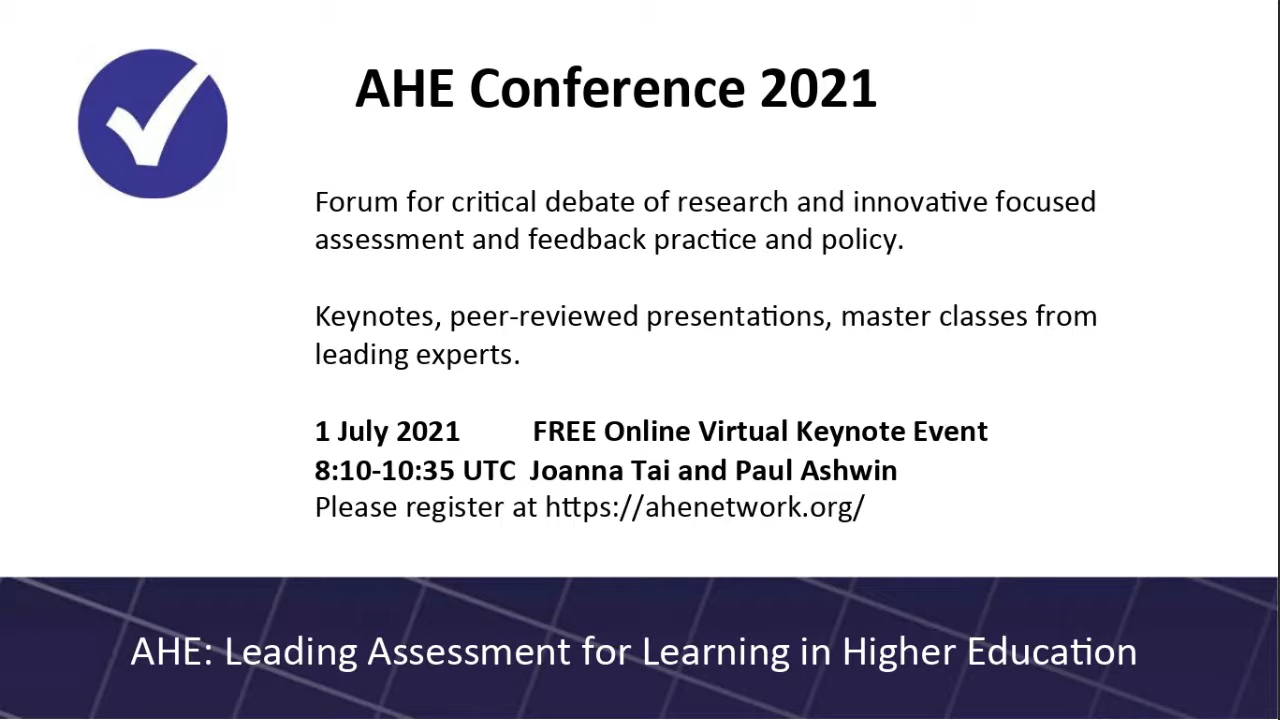 AHE Conference 2021
Forum for critical debate of research and innovative focused
assessment and feedback practice and policy.
Keynotes, peer-reviewed presentations, master classes from
leading experts.
1 July 2021 FREE Online Virtual Keynote Event
8:10-10:35 UTC Joanna Tai and Paul Ashwin
Please register at https://ahenetwork.org/
AHE: Leading Assessment for Learning in Higher Education